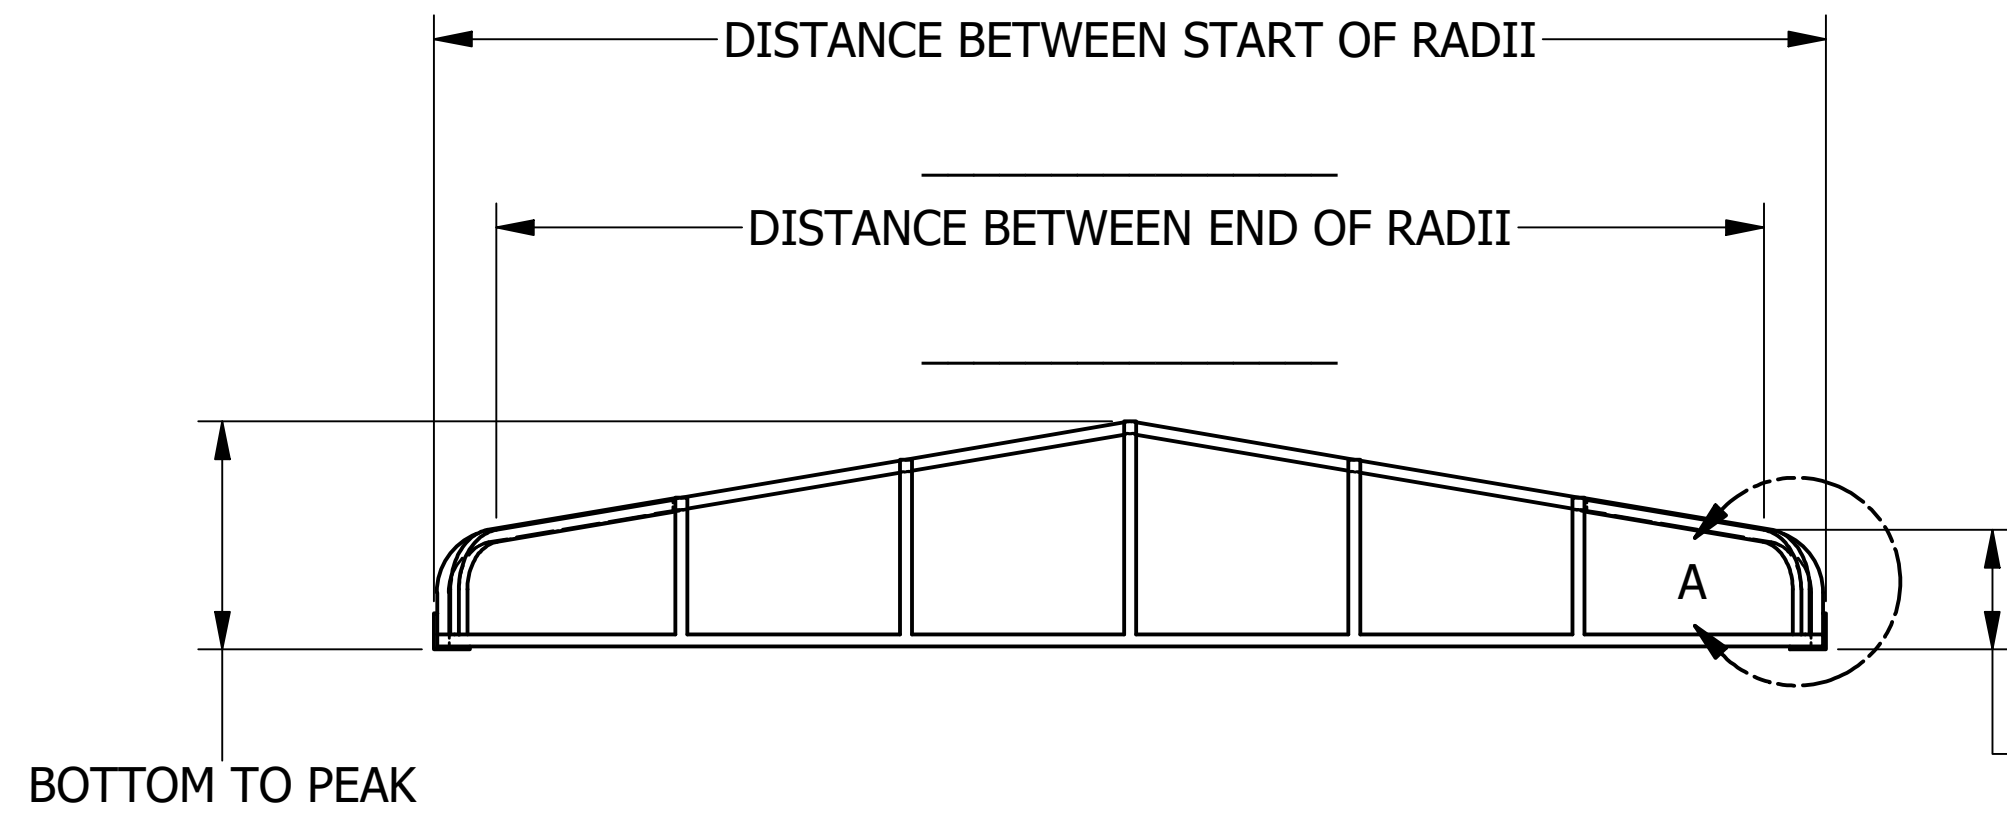 DISTANCE BETWEEN START OF RADII
DISTANCE BETWEEN END OF RADII
A
BOTTOM TO PEAK